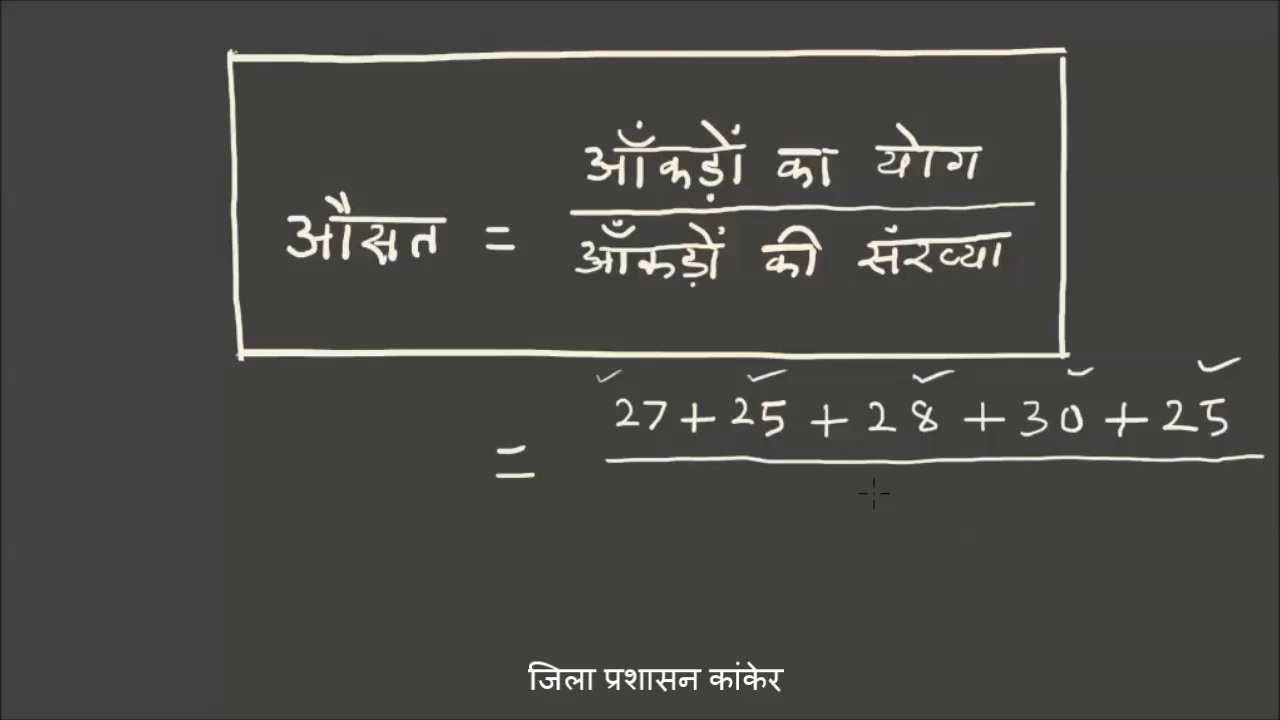 औसत = आँकड़ों का योग
आँकड़ों की संख्या
= 27 + 25 + 28 + 30 + 25
जिला प्रशासन कांकेर